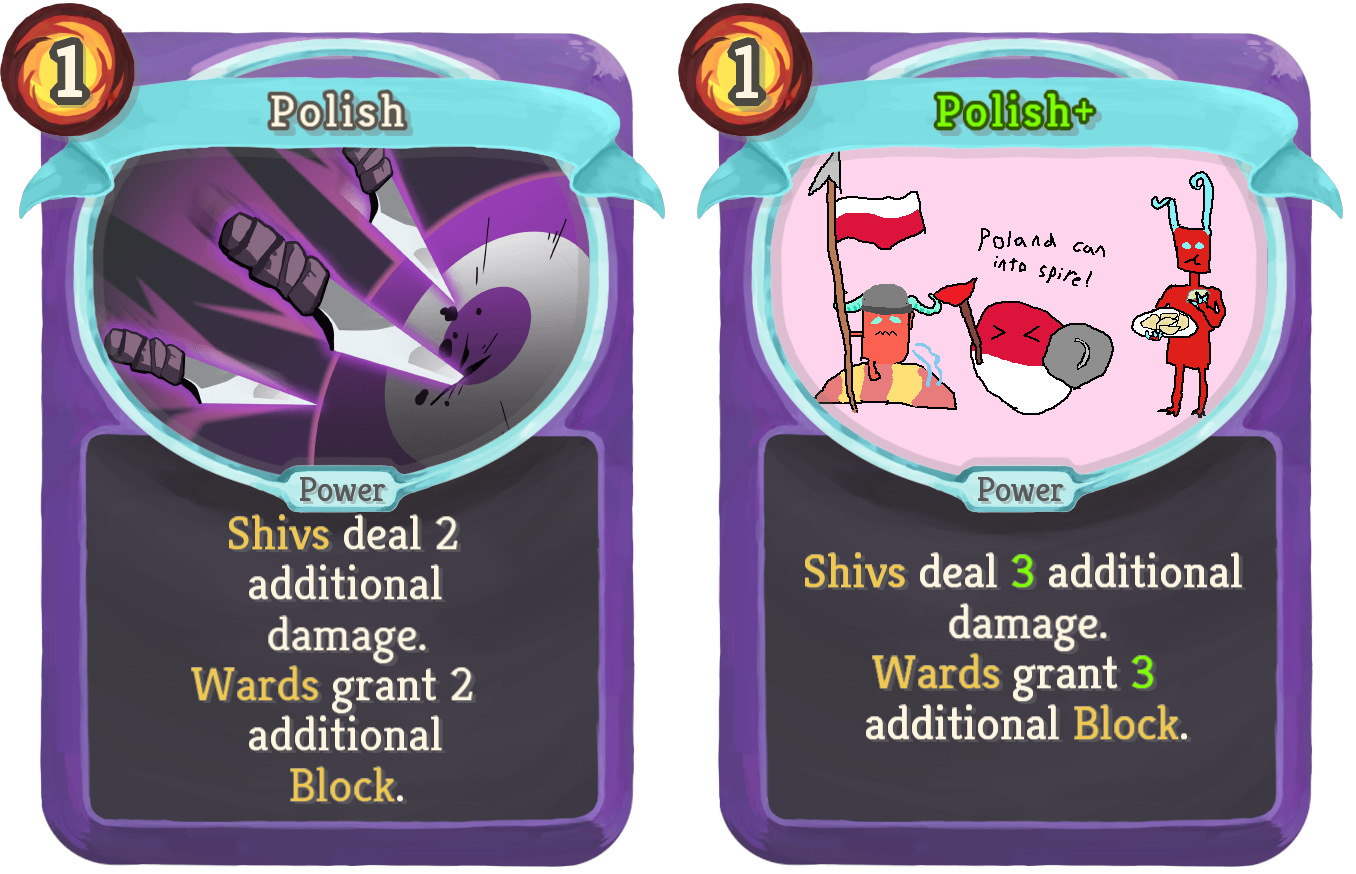 1
Polish
Power
Shivs deal 2
additional
damage.
Wards grant 2
additional
Block.
1
Polish+
Poland can
into spire!
Power
Shivs deal 3 additional
damage.
Wards grant 3
additional Block.